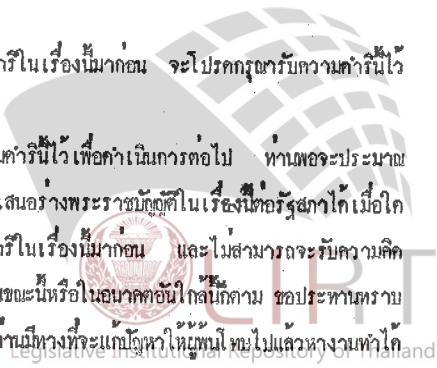 ารีในเรื่องนี้มาก่อน จะโปรดกรุณารับความดำรินี้ไว้
มดำรินี้ไว้เพื่อดำเนินการต่อไป ท่านพอจะประมาณ
เสนอร่างพระราชบัญญัติในเรื่องนี้ต่อรัฐสภาได้เมื่อใด
ารีในเรื่องนี้มาก่อน และไม่สามารถจะรับความคิด
นขณะนี้หรือในอนาคตอันใกล้นี้ก็ตาม ขอประทานทราบ
ท่านมีทางที่จะแก้ปัญหาให้ผู้พ้นโทษไปแล้วหางานทำได้
LIRT
Legislative Institutional Repository of Thailand